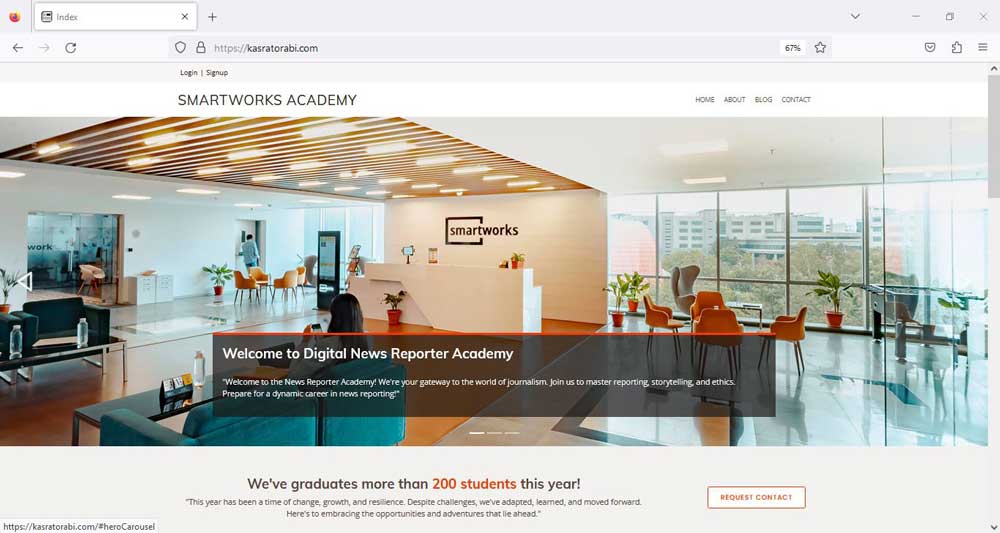 Index
https://kasratorabi.com
67%
Login | Signup
SMARTWORKS ACADEMY
HOME ABOUT BLOG CONTACT
work
smartworks
Welcome to Digital News Reporter Academy
"Welcome to the News Reporter Academy! We're your gateway to the world of journalism. Join us to master reporting, storytelling, and ethics.
Prepare for a dynamic career in news reporting!"
We've graduates more than 200 students this year!
"This year has been a time of change, growth, and resilience. Despite challenges, we've adapted, learned, and moved forward.
Here's to embracing the opportunities and adventures that lie ahead."
REQUEST CONTACT
https://kasratorabi.com/#heroCarousel